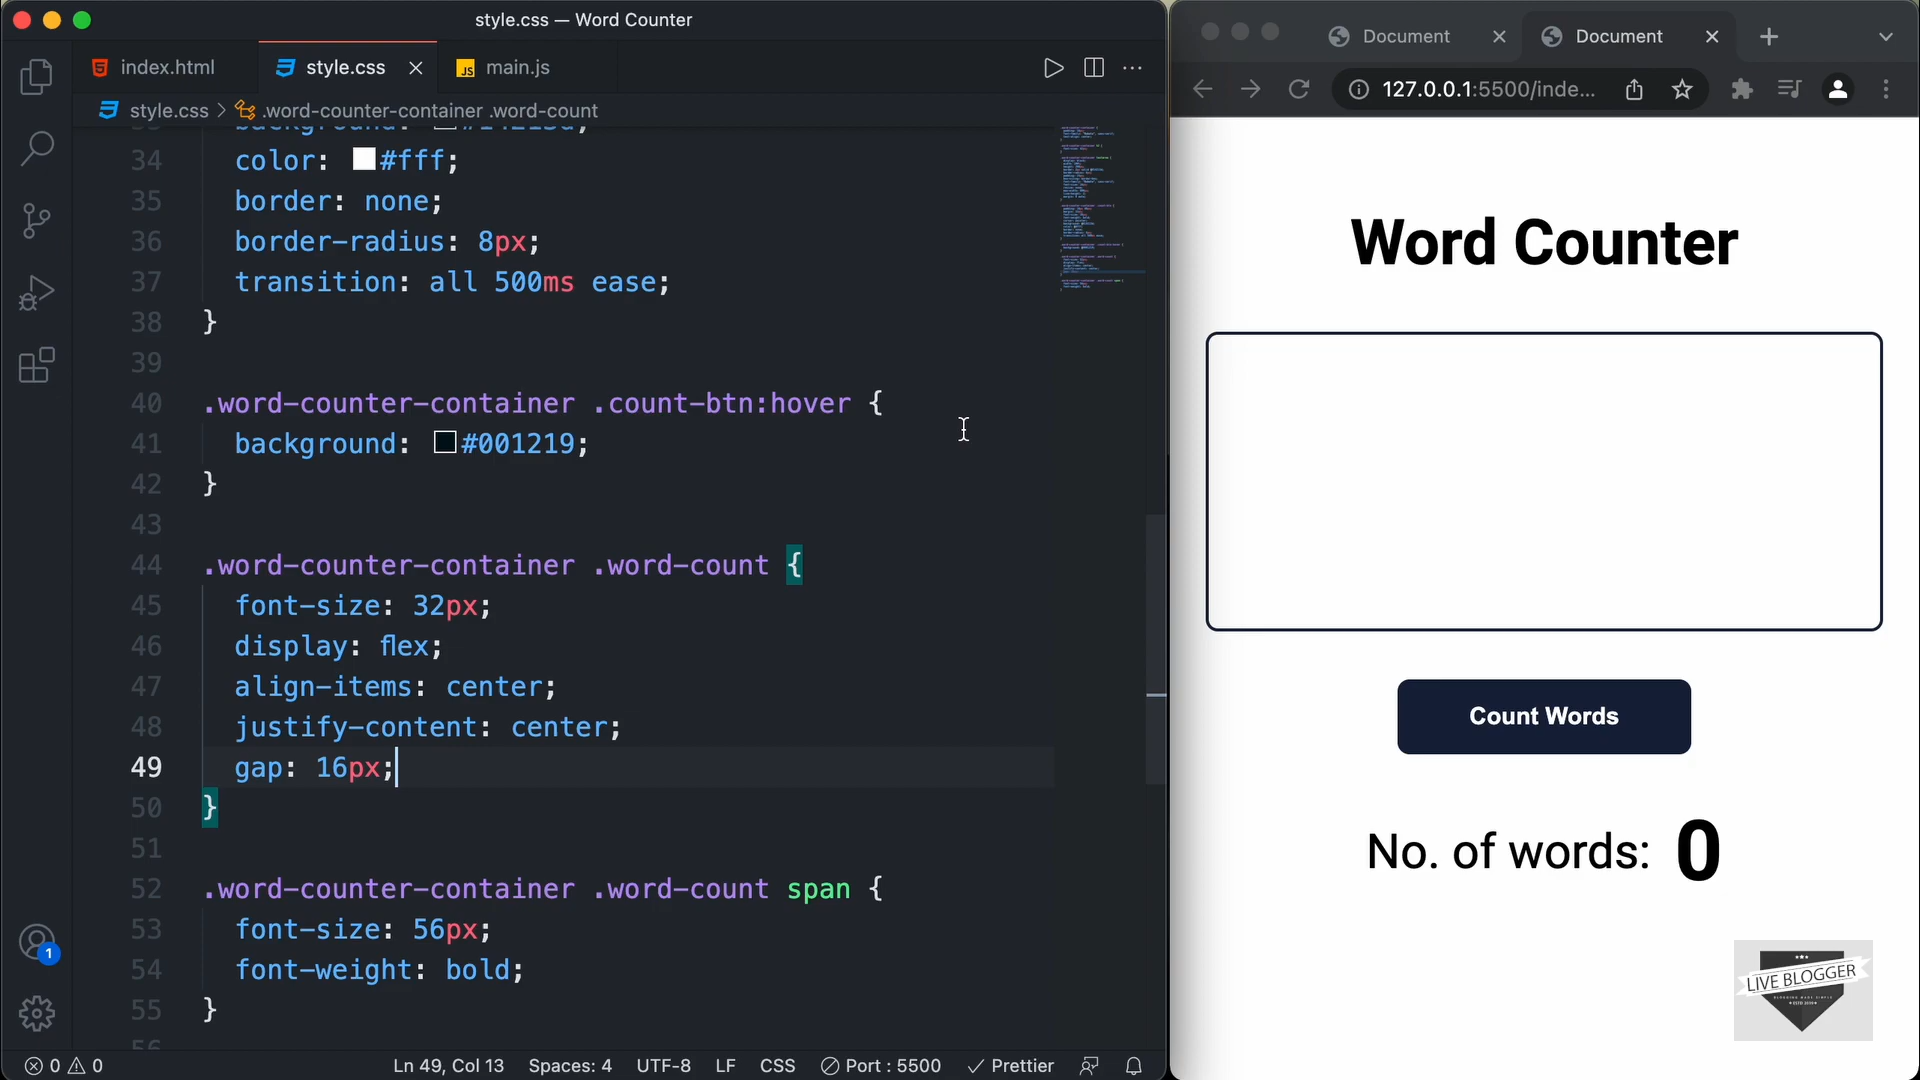 style.css — Word Counter
index.html
style.css
JS main.js
style.css > .word-counter-container .word-count
34 color: #fff;
35 border: none;
36 border-radius: 8px;
37 transition: all 500ms ease;
38 }
39
40 .word-counter-container .count-btn:hover {
41 background: #001219;
42 }
43
44 .word-counter-container .word-count {
45 font-size: 32px;
46 display: flex;
47 align-items: center;
48 justify-content: center;
49 gap: 16px;
50 }
51
52 .word-counter-container .word-count span {
53 font-size: 56px;
54 font-weight: bold;
55 }
56
1
0 0 Ln 49, Col 13 Spaces: 4 UTF-8 LF CSS Port : 5500 Prettier
Document
Document
127.0.0.1:5500/inde...
Word Counter
Count Words
No. of words: 0
LIVE BLOGGER